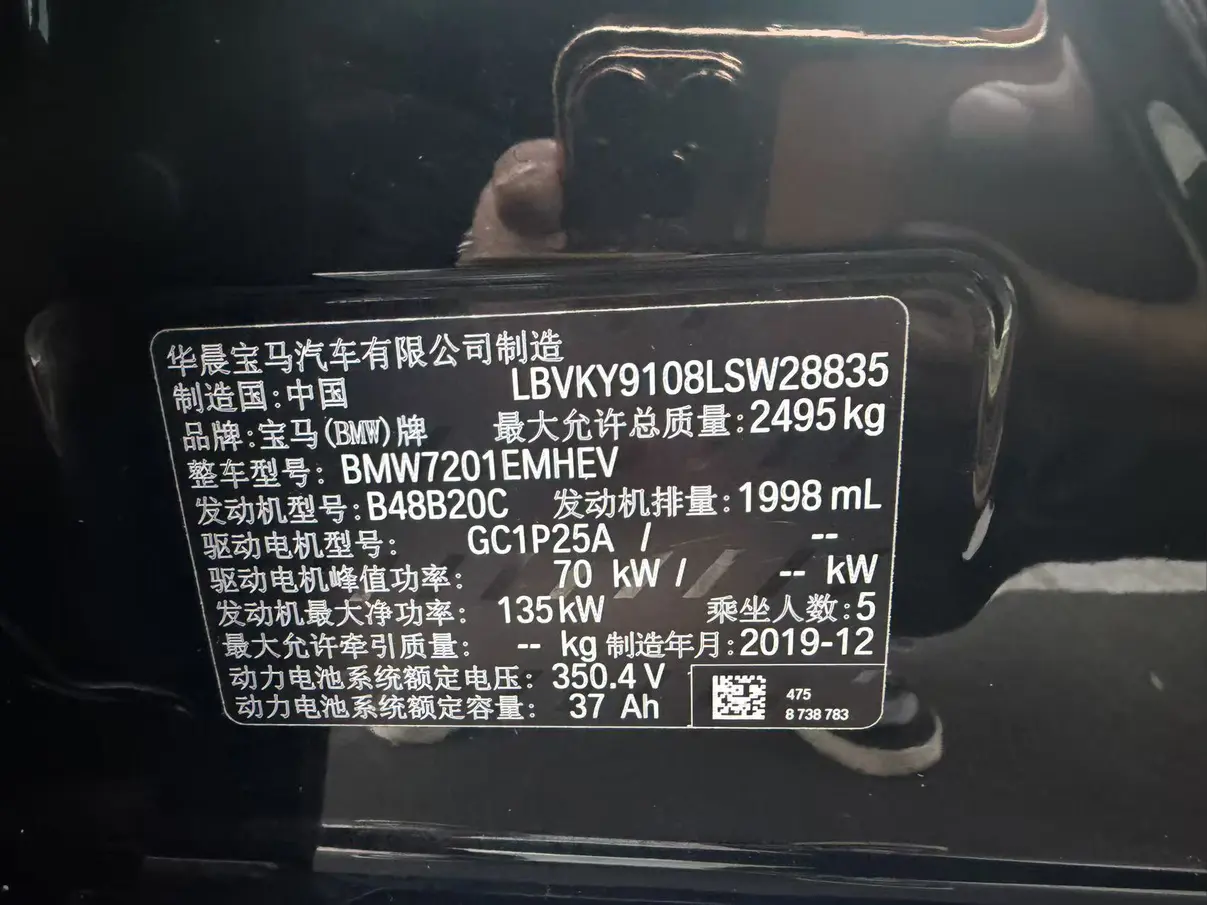 华晨宝马汽车有限公司制造
制造国:中国 LBVKY9108LSW28835
品牌:宝马(BMW)牌 最大允许总质量:2495kg
整车型号: BMW7201EMHEV
发动机型号:B48B20C 发动机排量:1998 mL
驱动电机型号: GC1P25A / --
驱动电机峰值功率: 70 kW / -- kW
发动机最大净功率: 135kW 乘坐人数:5
最大允许牵引质量: -- kg 制造年月:2019-12
动力电池系统额定电压: 350.4 V
动力电池系统额定容量: 37 Ah
475
8 738 783